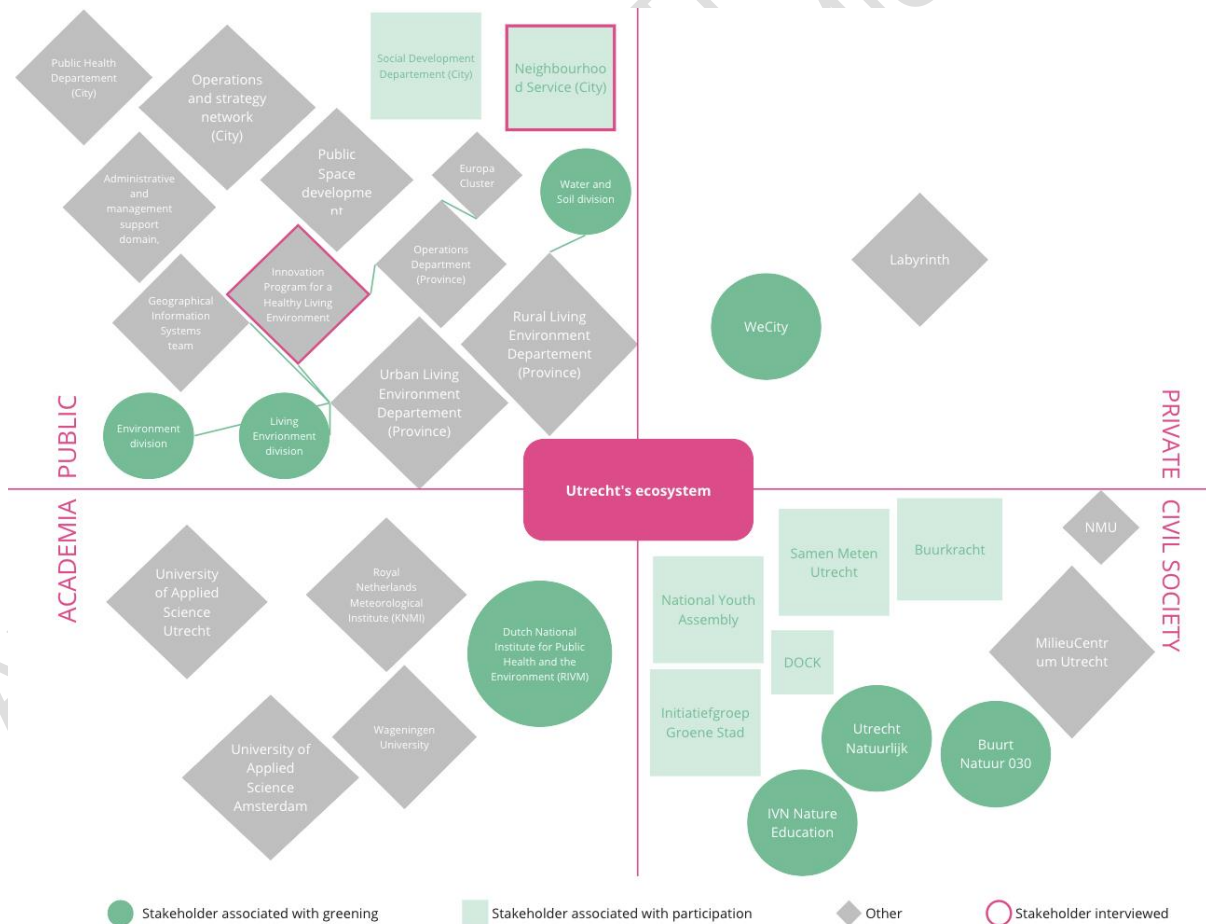 Public Health
Departement
(City)
Operations
and strategy
network
(City)
Social Development
Departement (City)
Neighbourhoo
d Service (City)
Administrative
and
management
support
domain,
Public
Space
developme
nt
Europa
Cluster
Water and
Soil division
Innovation
Program for a
Healthy Living
Environment
Operations
Department
(Province)
Geographical
Information
Systems
team
Rural Living
Environment
Departement
(Province)
Urban Living
Environment
Departement
(Province)
Environment
division
Living
Envrionment
division
PUBLIC
Labyrinth
WeCity
PRIVATE
Utrecht's ecosystem
ACADEMIA
University
of Applied
Science
Utrecht
Royal
Netherlands
Meteorological
Institute (KNMI)
Dutch National
Institute for Public
Health and the
Environment (RIVM)
Wageningen
University
University of
Applied
Science
Amsterdam
CIVIL SOCIETY
Samen Meten
Utrecht
Buurkracht
NMU
National Youth
Assembly
DOCK
MilieuCentr
um Utrecht
Initiatiefgroep
Groene Stad
Utrecht
Natuurlijk
Buurt
Natuur 030
IVN Nature
Education
Stakeholder associated with greening
Stakeholder associated with participation
Other
Stakeholder interviewed